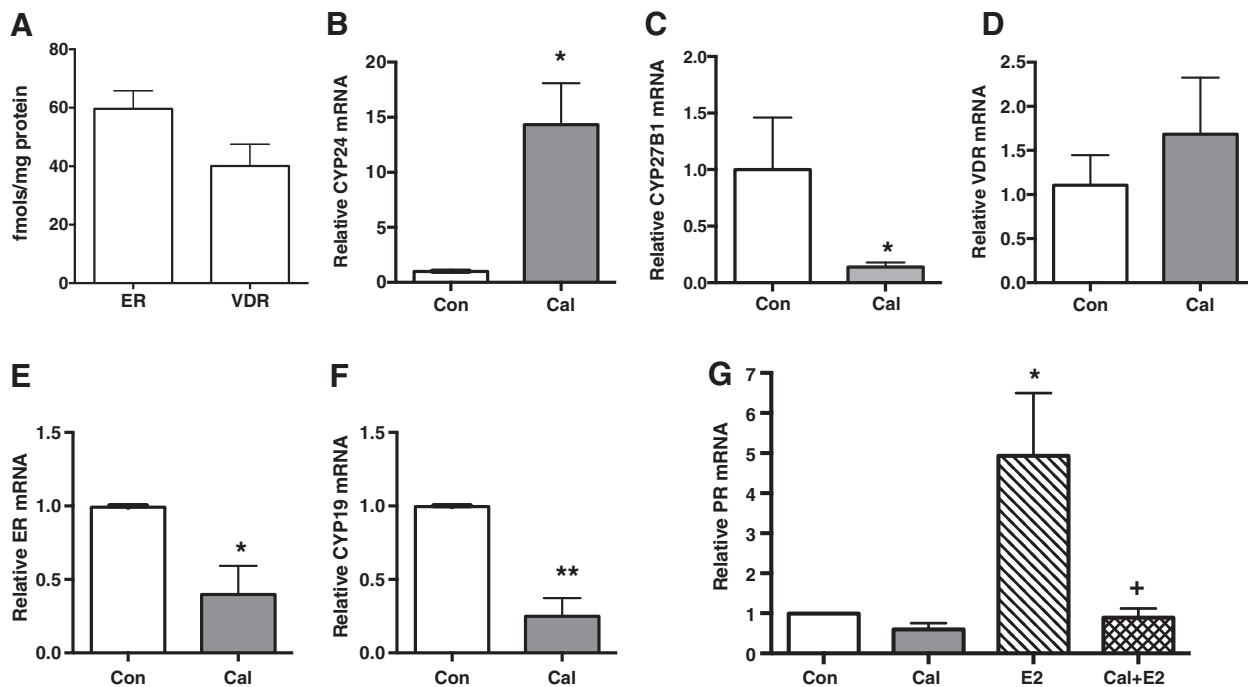 A
fmols/mg protein
80
60
40
20
0
ER VDR
B
Relative CYP24 mRNA
20
15
10
5
0
*
Con Cal
C
Relative CYP27B1 mRNA
2.0
1.5
1.0
0.5
0.0
*
Con Cal
D
Relative VDR mRNA
2.5
2.0
1.5
1.0
0.5
0.0
Con Cal
E
Relative ER mRNA
1.5
1.0
0.5
0.0
*
Con Cal
F
Relative CYP19 mRNA
1.5
1.0
0.5
0.0
**
Con Cal
G
Relative PR mRNA
7
6
5
4
3
2
1
0
*
+
Con Cal E2 Cal+E2